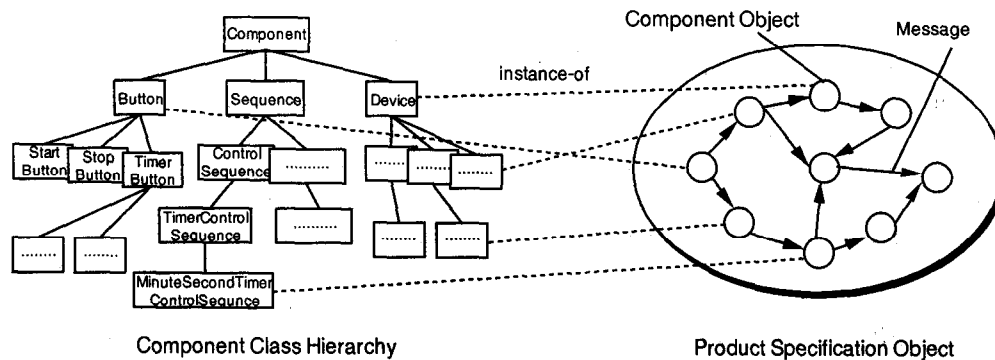 Component Object
Message
Component
instance-of
Button
Sequence
Device
Start
Button
Stop
Button
Timer
Button
Control
Sequence
.........
.........
.........
.........
TimerControl
Sequence
.........
.........
.........
.........
.........
MinuteSecondTimer
ControlSequnce
Component Class Hierarchy
Product Specification Object